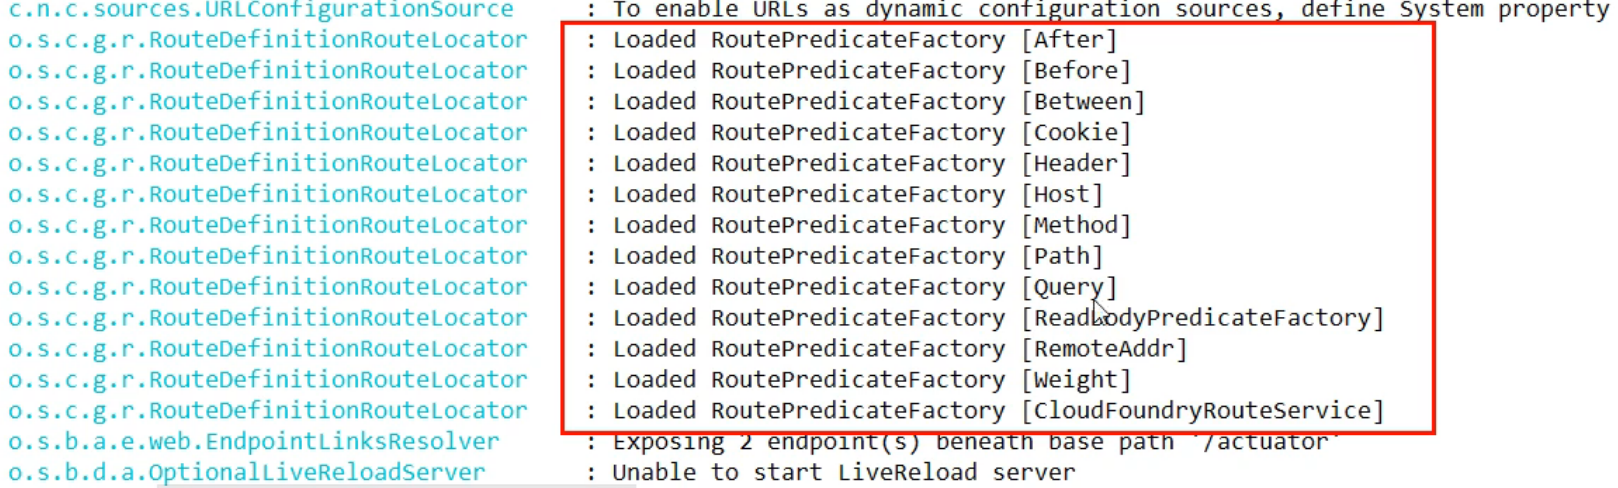 c.n.c.sources.URLConfigurationSource : To enable URLs as dynamic configuration sources, define System property
o.s.c.g.r.RouteDefinitionRouteLocator : Loaded RoutePredicateFactory [After]
o.s.c.g.r.RouteDefinitionRouteLocator : Loaded RoutePredicateFactory [Before]
o.s.c.g.r.RouteDefinitionRouteLocator : Loaded RoutePredicateFactory [Between]
o.s.c.g.r.RouteDefinitionRouteLocator : Loaded RoutePredicateFactory [Cookie]
o.s.c.g.r.RouteDefinitionRouteLocator : Loaded RoutePredicateFactory [Header]
o.s.c.g.r.RouteDefinitionRouteLocator : Loaded RoutePredicateFactory [Host]
o.s.c.g.r.RouteDefinitionRouteLocator : Loaded RoutePredicateFactory [Method]
o.s.c.g.r.RouteDefinitionRouteLocator : Loaded RoutePredicateFactory [Path]
o.s.c.g.r.RouteDefinitionRouteLocator : Loaded RoutePredicateFactory [Query]
o.s.c.g.r.RouteDefinitionRouteLocator : Loaded RoutePredicateFactory [ReadBodyPredicateFactory]
o.s.c.g.r.RouteDefinitionRouteLocator : Loaded RoutePredicateFactory [RemoteAddr]
o.s.c.g.r.RouteDefinitionRouteLocator : Loaded RoutePredicateFactory [Weight]
o.s.c.g.r.RouteDefinitionRouteLocator : Loaded RoutePredicateFactory [CloudFoundryRouteService]
o.s.b.a.e.web.EndpointLinksResolver : Exposing 2 endpoint(s) beneath base path '/actuator'
o.s.b.d.a.OptionalLiveReloadServer : Unable to start LiveReload server